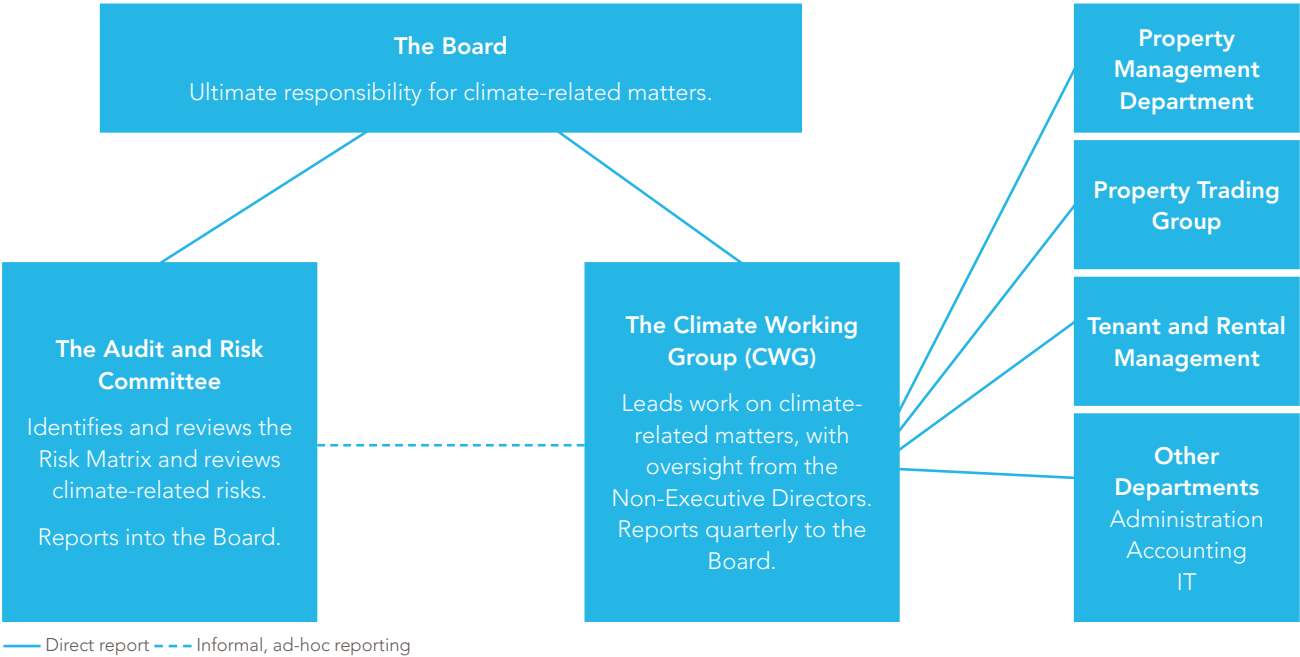 The Board
Ultimate responsibility for climate-related matters.
The Audit and Risk
Committee
Identifies and reviews the
Risk Matrix and reviews
climate-related risks.
Reports into the Board.
The Climate Working
Group (CWG)
Leads work on climate-
related matters, with
oversight from the
Non-Executive Directors.
Reports quarterly to the
Board.
Property
Management
Department
Property Trading
Group
Tenant and Rental
Management
Other
Departments
Administration
Accounting
IT
Direct report
Informal, ad-hoc reporting